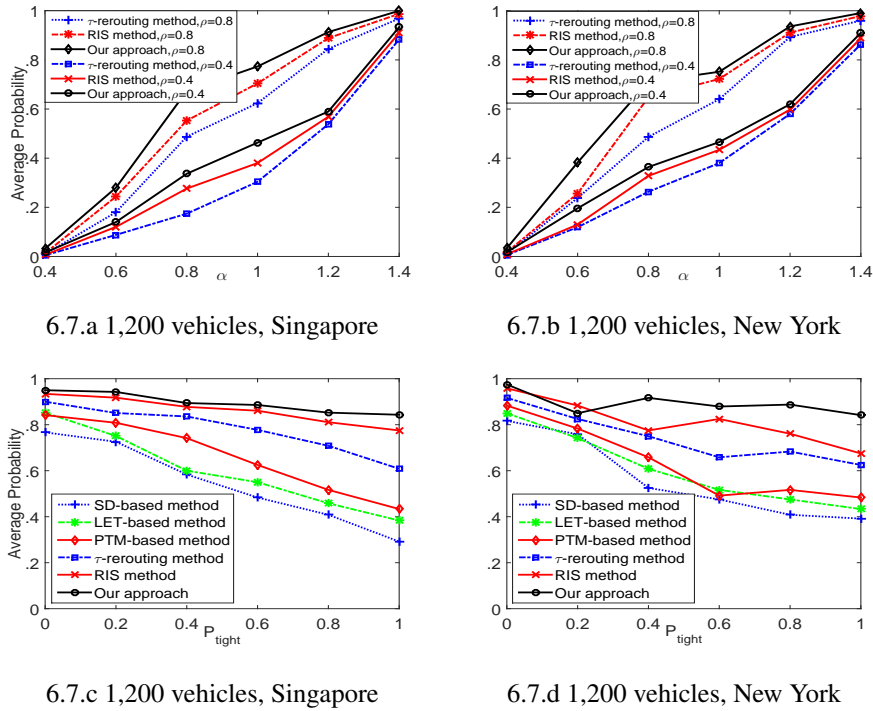 1
.8
.6
.4
.2
0
Average Probability
τ-rerouting method,ρ=0.8
RIS method,ρ=0.8
Our approach,ρ=0.8
τ-rerouting method,ρ=0.4
RIS method,ρ=0.4
Our approach,ρ=0.4
0.4 0.6 0.8 1 1.2 1.4
α
6.7.a 1,200 vehicles, Singapore
1
.8
.6
.4
.2
0
Average Probability
τ-rerouting method,ρ=0.8
RIS method,ρ=0.8
Our approach,ρ=0.8
τ-rerouting method,ρ=0.4
RIS method,ρ=0.4
Our approach,ρ=0.4
0.4 0.6 0.8 1 1.2 1.4
α
6.7.b 1,200 vehicles, New York
1
.8
.6
.4
.2
0
Average Probability
SD-based method
LET-based method
PTM-based method
τ-rerouting method
RIS method
Our approach
0 0.2 0.4 0.6 0.8 1
P_tight
6.7.c 1,200 vehicles, Singapore
1
.8
.6
.4
.2
0
Average Probability
SD-based method
LET-based method
PTM-based method
τ-rerouting method
RIS method
Our approach
0 0.2 0.4 0.6 0.8 1
P_tight
6.7.d 1,200 vehicles, New York